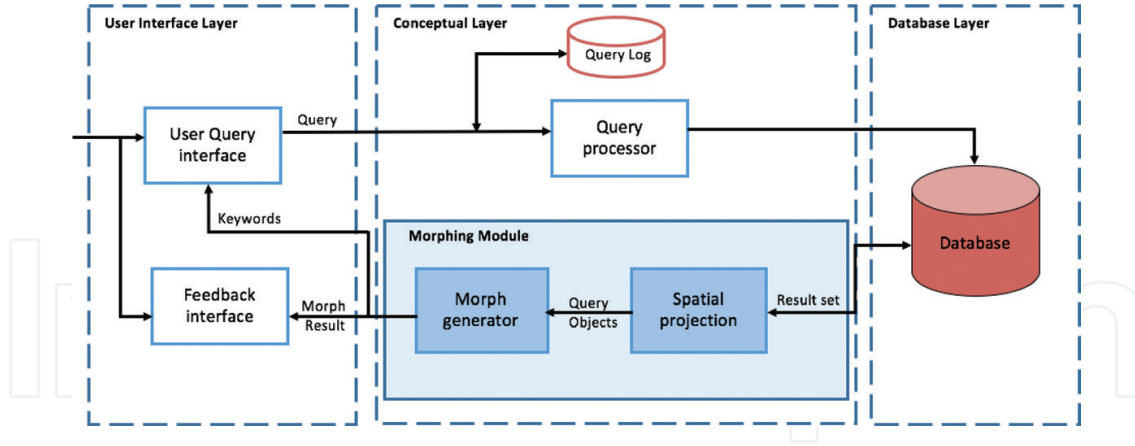 User Interface Layer
Conceptual Layer
Database Layer
Query Log
User Query
interface
Query
Query
processor
Keywords
Morphing Module
Database
Feedback
interface
Morph
Result
Morph
generator
Query
Objects
Spatial
projection
Result set